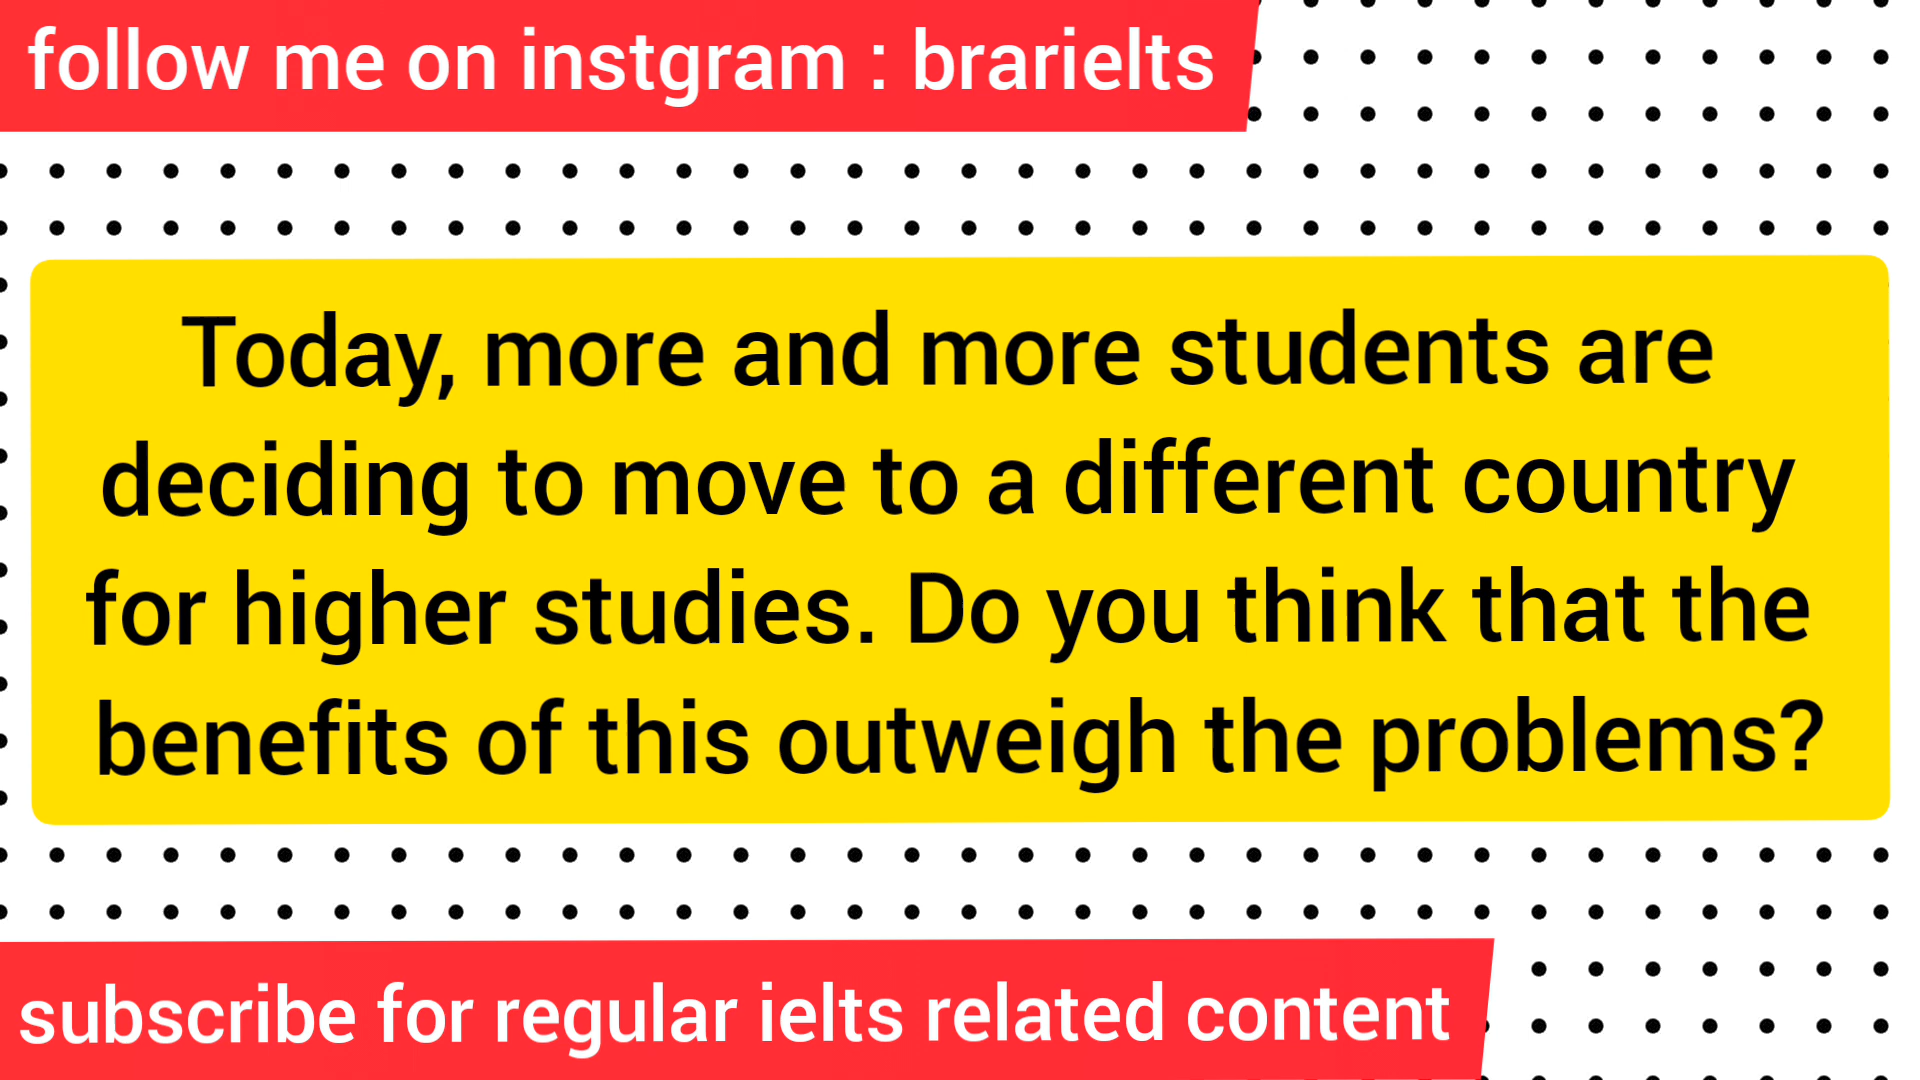 follow me on instgram : brarielts
Today, more and more students are
deciding to move to a different country
for higher studies. Do you think that the
benefits of this outweigh the problems?
subscribe for regular ielts related content